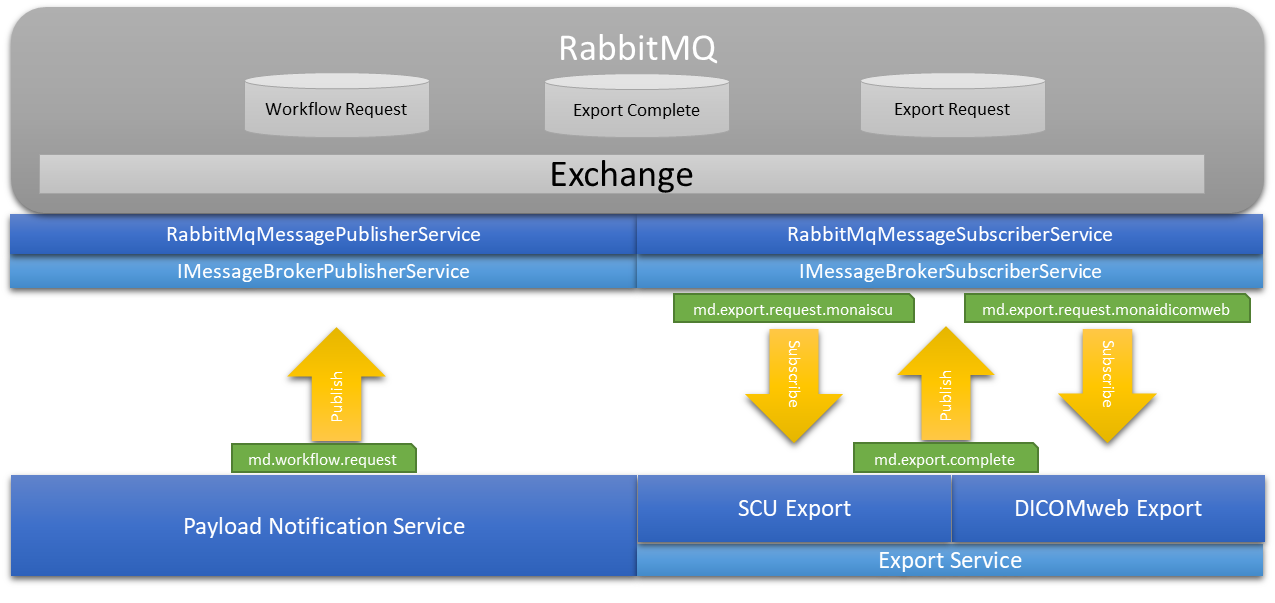 RabbitMQ
Workflow Request
Export Complete
Export Request
Exchange
RabbitMqMessagePublisherService
RabbitMqMessageSubscriberService
IMessageBrokerPublisherService
IMessageBrokerSubscriberService
md.export.request.monaiscu
md.export.request.monaidicomweb
Publish
Subscribe
Publish
Subscribe
md.workflow.request
md.export.complete
Payload Notification Service
SCU Export
DICOMweb Export
Export Service